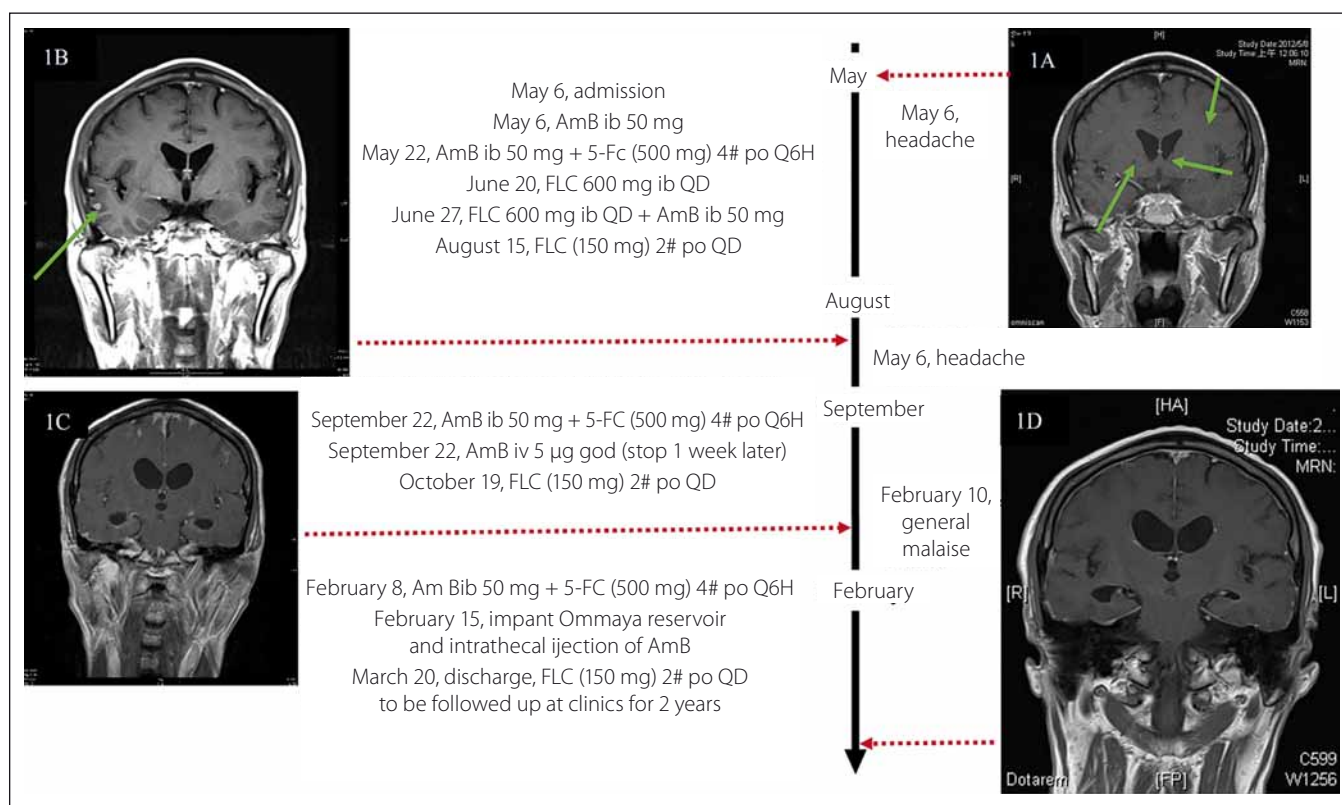 1B
May 6, admission
May 6, AmB ib 50 mg
May 22, AmB ib 50 mg + 5-Fc (500 mg) 4# po Q6H
June 20, FLC 600 mg ib QD
June 27, FLC 600 mg ib QD + AmB ib 50 mg
August 15, FLC (150 mg) 2# po QD
May
May 6,
headache
1A
[H]
Study Date:2012/5/8
Study Time:上午 12:06:10
MRN:
[R]
[L]
C558
W1153
omniscan
[F]
August
May 6, headache
1C
September 22, AmB ib 50 mg + 5-FC (500 mg) 4# po Q6H
September 22, AmB iv 5 µg god (stop 1 week later)
October 19, FLC (150 mg) 2# po QD
September
February 10,
general
malaise
February 8, Am Bib 50 mg + 5-FC (500 mg) 4# po Q6H
February 15, impant Ommaya reservoir
and intrathecal ijection of AmB
March 20, discharge, FLC (150 mg) 2# po QD
to be followed up at clinics for 2 years
February
1D
[HA]
Study Date:2...
Study Time:...
MRN:
[R]
[L]
C599
W1256
Dotarem
[FP]